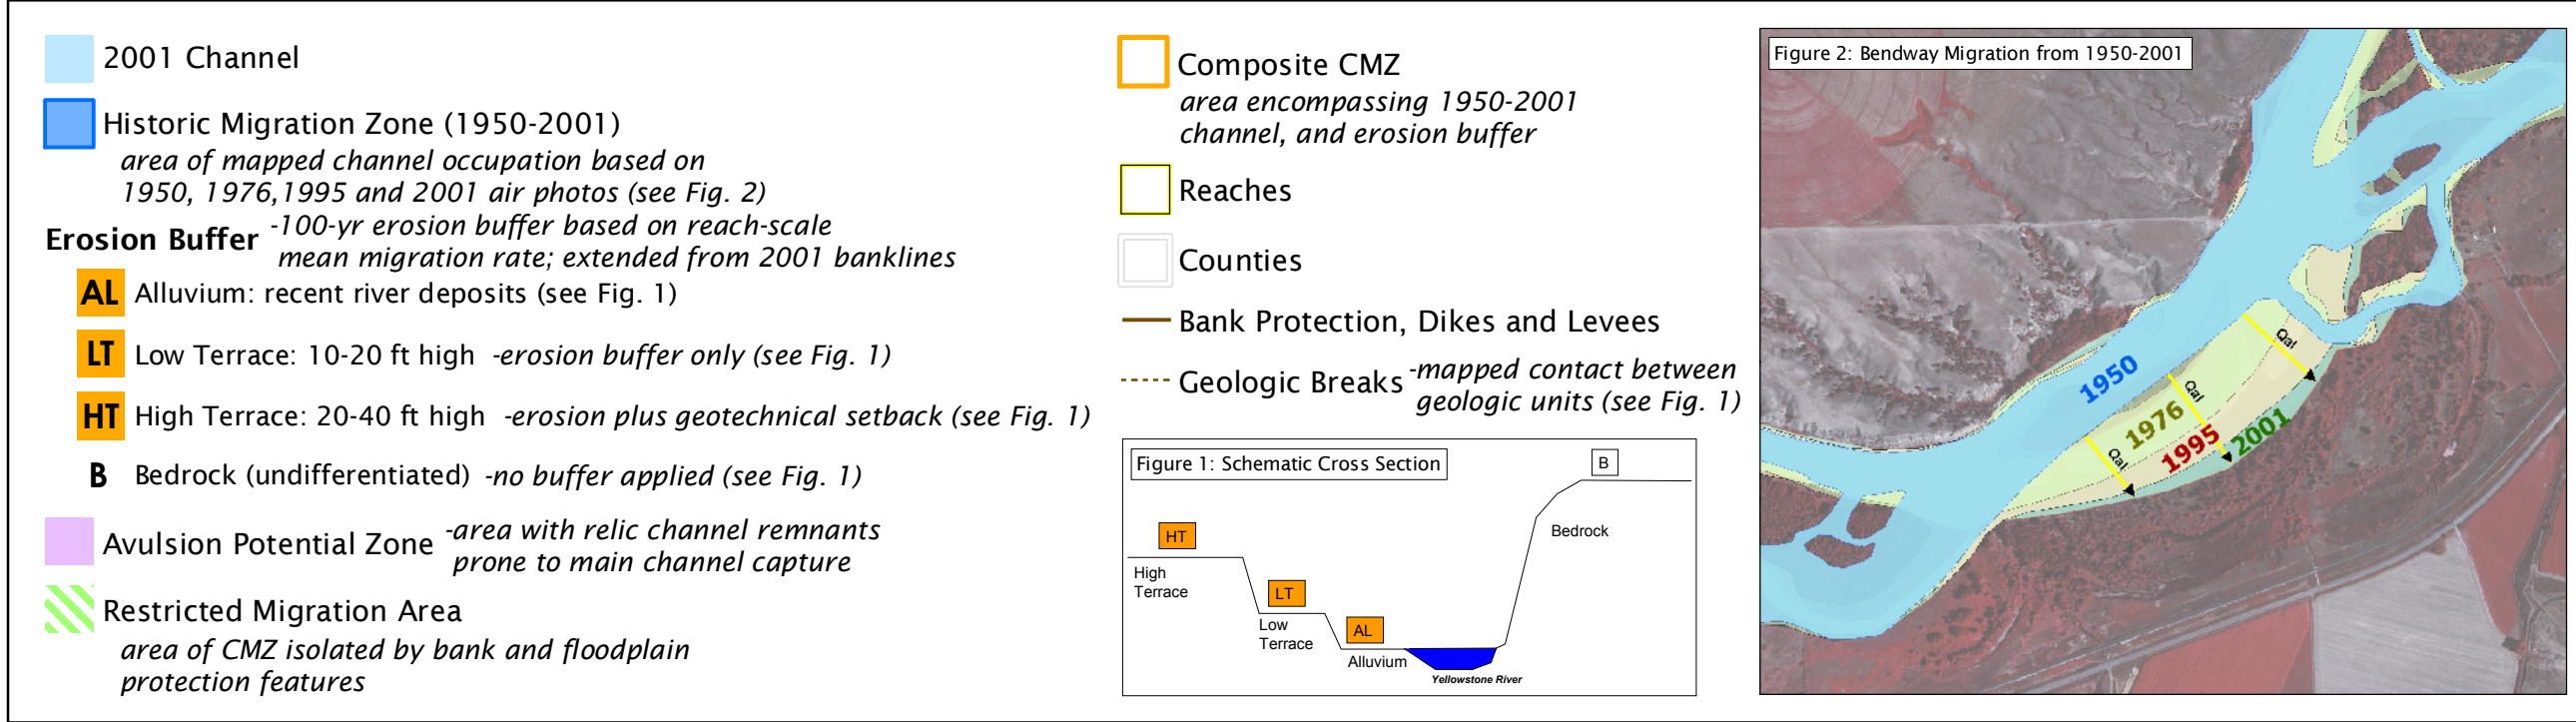 2001 Channel
Historic Migration Zone (1950-2001)
area of mapped channel occupation based on
1950, 1976,1995 and 2001 air photos (see Fig. 2)
Erosion Buffer -100-yr erosion buffer based on reach-scale
mean migration rate; extended from 2001 banklines
AL Alluvium: recent river deposits (see Fig. 1)
LT Low Terrace: 10-20 ft high -erosion buffer only (see Fig. 1)
HT High Terrace: 20-40 ft high -erosion plus geotechnical setback (see Fig. 1)
B Bedrock (undifferentiated) -no buffer applied (see Fig. 1)
Avulsion Potential Zone -area with relic channel remnants
prone to main channel capture
Restricted Migration Area
area of CMZ isolated by bank and floodplain
protection features
Composite CMZ
area encompassing 1950-2001
channel, and erosion buffer
Reaches
Counties
Bank Protection, Dikes and Levees
Geologic Breaks -mapped contact between
geologic units (see Fig. 1)
Figure 1: Schematic Cross Section
B
Bedrock
HT
High
Terrace
LT
Low
Terrace
AL
Alluvium
Yellowstone River
Figure 2: Bendway Migration from 1950-2001
1950
1976
1995
2001
Qal
Qal
Qal